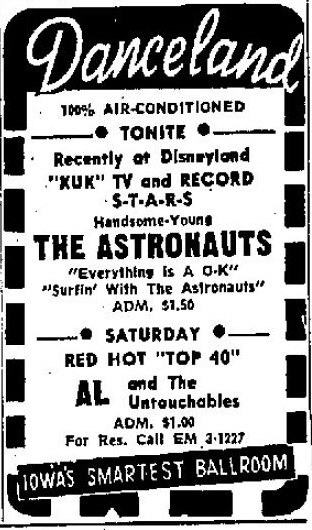 Danceland
100% AIR-CONDITIONED
TONITE
Recently at Disneyland
"KUK" TV and RECORD
S-T-A-R-S
Handsome-Young
THE ASTRONAUTS
"Everything is A O-K"
"Surfin' With The Astronauts"
ADM. $1.50
SATURDAY
RED HOT "TOP 40"
AL and The
Untouchables
ADM. $1.00
For Res. Call EM 3-1227
IOWA'S SMARTEST BALLROOM